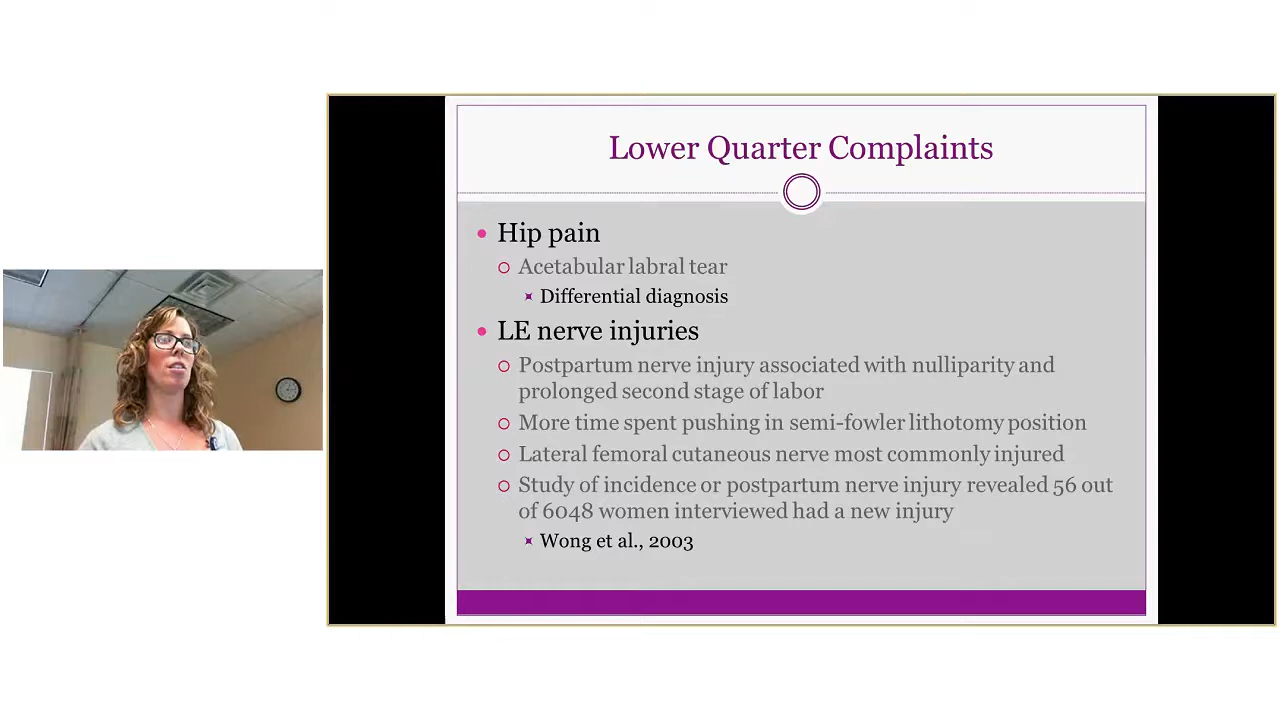 Lower Quarter Complaints
Hip pain
Acetabular labral tear
Differential diagnosis
LE nerve injuries
Postpartum nerve injury associated with nulliparity and
prolonged second stage of labor
More time spent pushing in semi-fowler lithotomy position
Lateral femoral cutaneous nerve most commonly injured
Study of incidence or postpartum nerve injury revealed 56 out
of 6048 women interviewed had a new injury
Wong et al., 2003